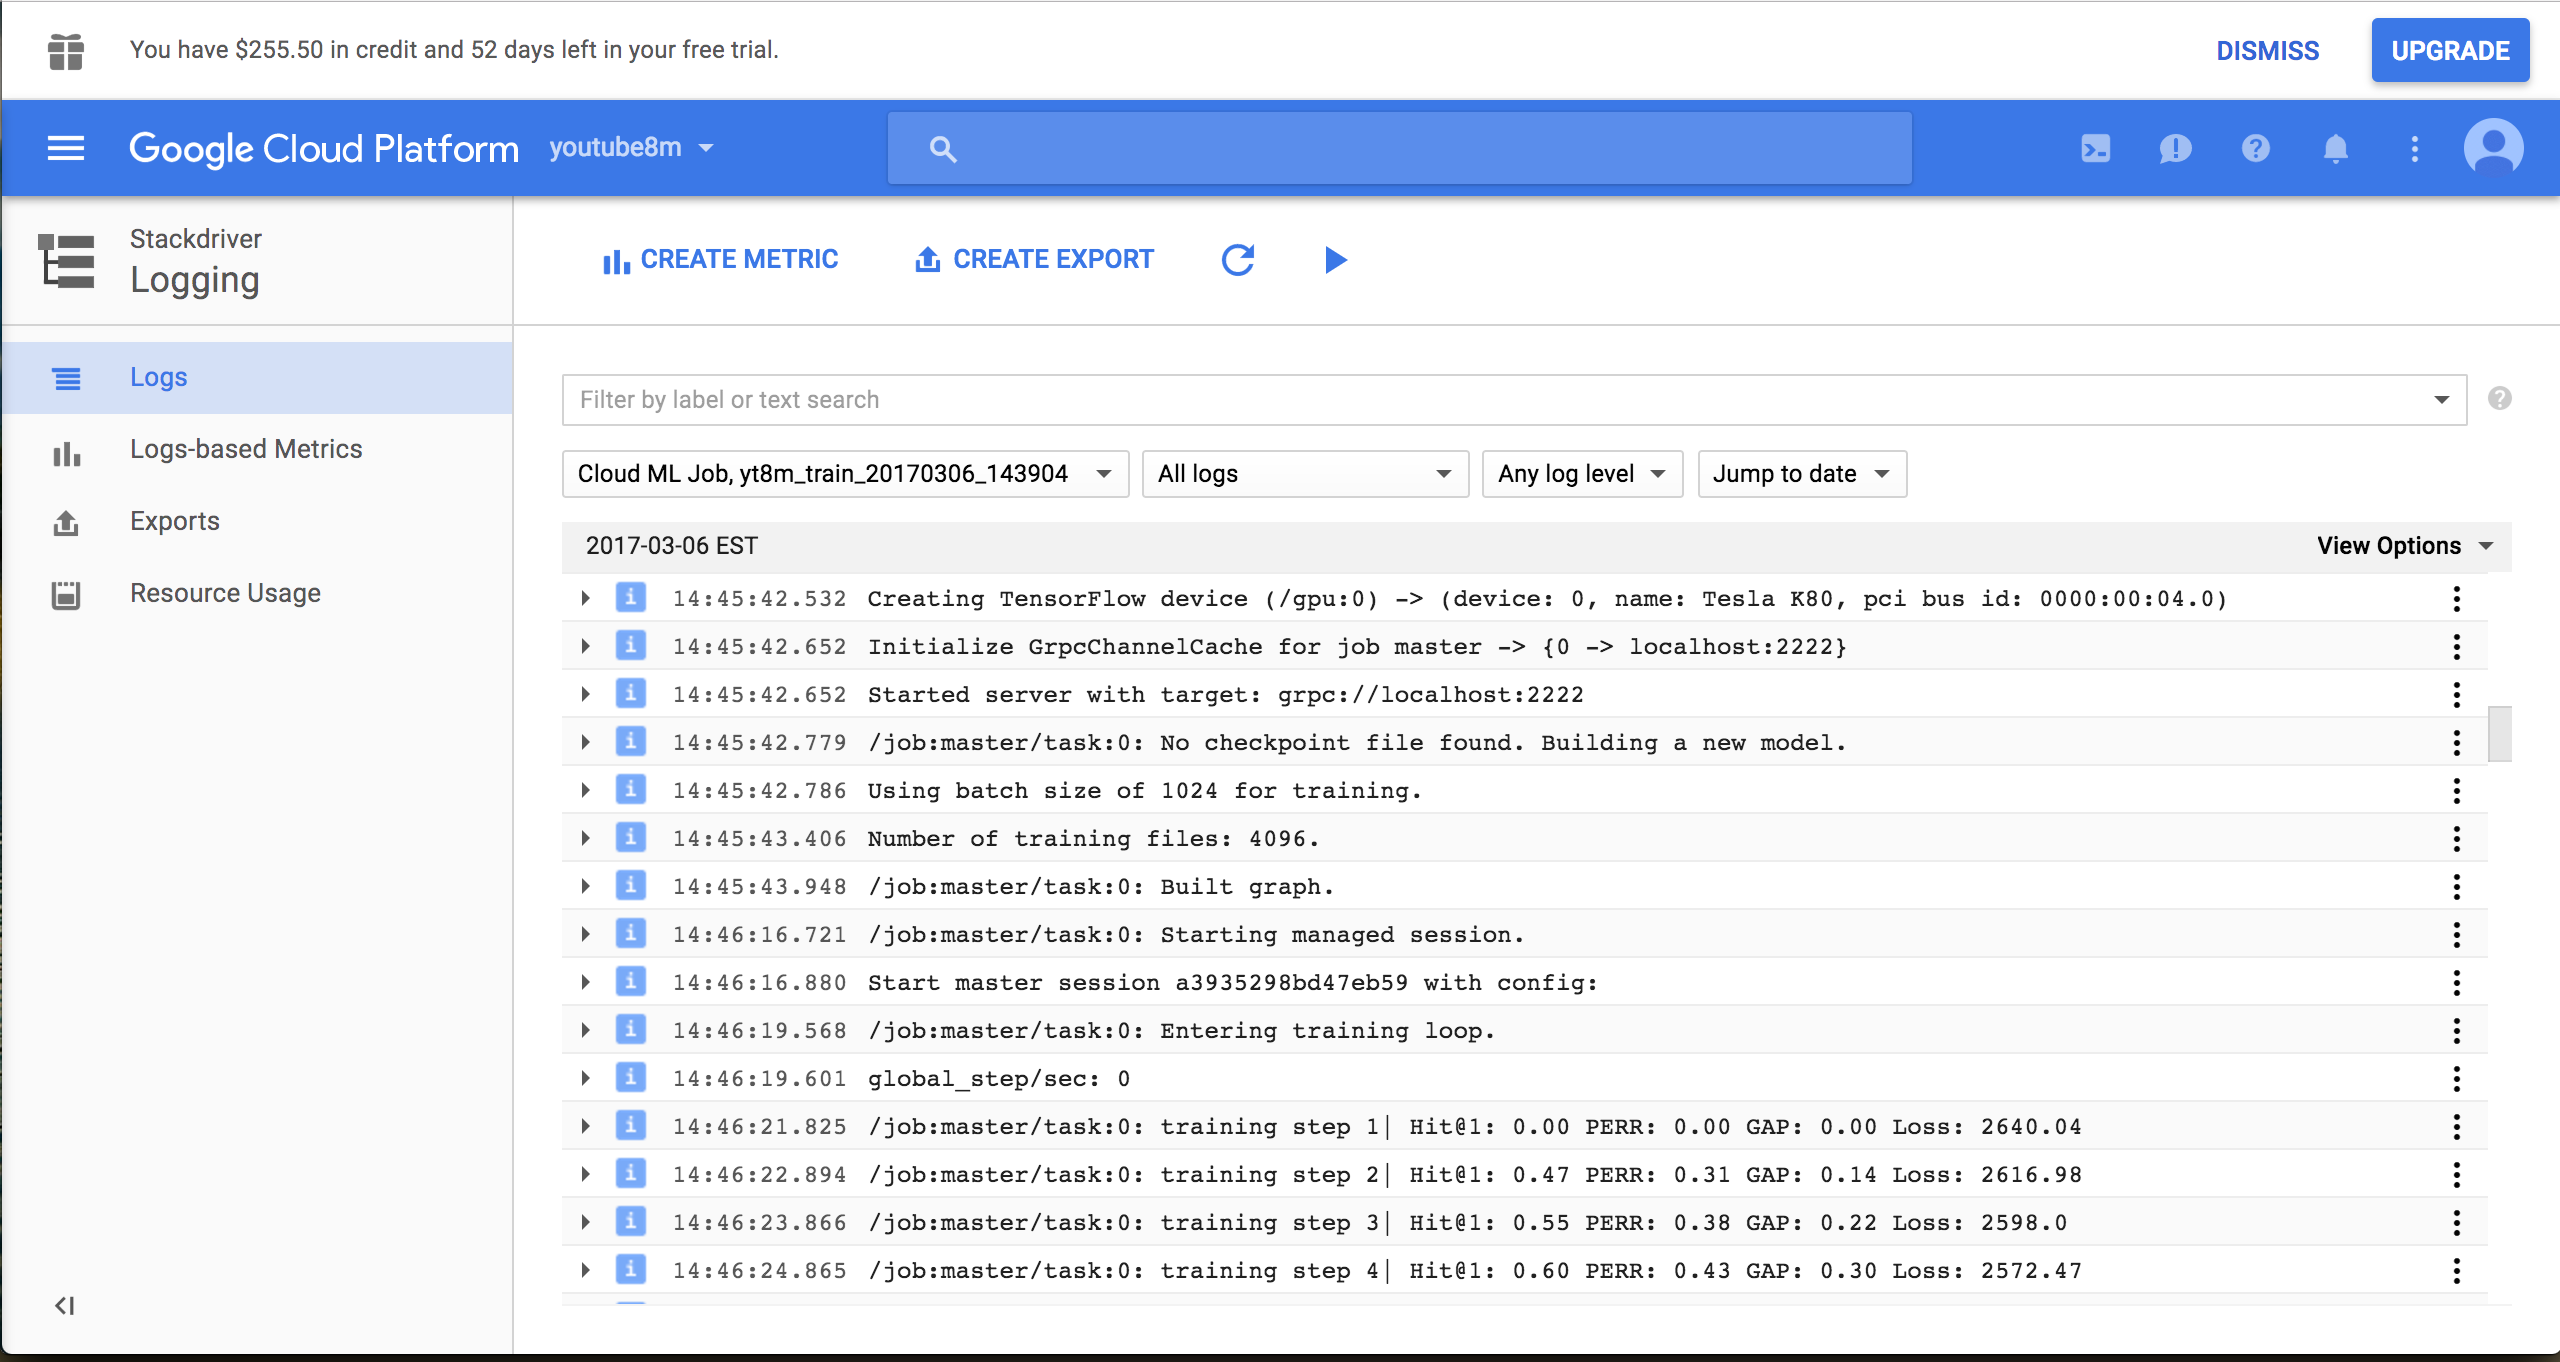 You have $255.50 in credit and 52 days left in your free trial.
DISMISS
UPGRADE
Google Cloud Platform
youtube8m
Stackdriver
Logging
CREATE METRIC
CREATE EXPORT
Logs
Logs-based Metrics
Exports
Resource Usage
Filter by label or text search
Cloud ML Job, yt8m_train_20170306_143904
All logs
Any log level
Jump to date
2017-03-06 EST
View Options
14:45:42.532 Creating TensorFlow device (/gpu:0) -> (device: 0, name: Tesla K80, pci bus id: 0000:00:04.0)
14:45:42.652 Initialize GrpcChannelCache for job master -> {0 -> localhost:2222}
14:45:42.652 Started server with target: grpc://localhost:2222
14:45:42.779 /job:master/task:0: No checkpoint file found. Building a new model.
14:45:42.786 Using batch size of 1024 for training.
14:45:43.406 Number of training files: 4096.
14:45:43.948 /job:master/task:0: Built graph.
14:46:16.721 /job:master/task:0: Starting managed session.
14:46:16.880 Start master session a3935298bd47eb59 with config:
14:46:19.568 /job:master/task:0: Entering training loop.
14:46:19.601 global_step/sec: 0
14:46:21.825 /job:master/task:0: training step 1| Hit@1: 0.00 PERR: 0.00 GAP: 0.00 Loss: 2640.04
14:46:22.894 /job:master/task:0: training step 2| Hit@1: 0.47 PERR: 0.31 GAP: 0.14 Loss: 2616.98
14:46:23.866 /job:master/task:0: training step 3| Hit@1: 0.55 PERR: 0.38 GAP: 0.22 Loss: 2598.0
14:46:24.865 /job:master/task:0: training step 4| Hit@1: 0.60 PERR: 0.43 GAP: 0.30 Loss: 2572.47